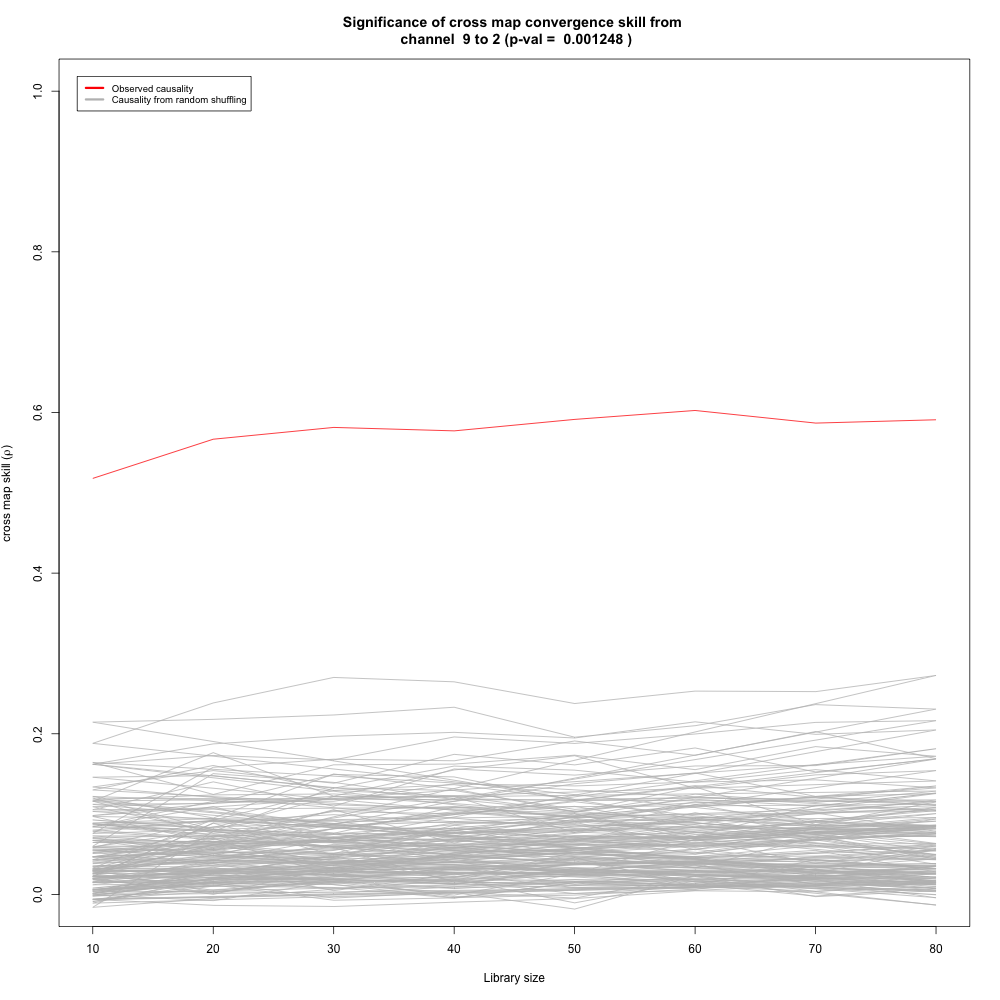 Significance of cross map convergence skill from
channel  9 to 2 (p-val =  0.001248 )
Observed causality
Causality from random shuffling
1.0
0.8
0.6
0.4
0.2
0.0
cross map skill (ρ)
10 20 30 40 50 60 70 80
Library size